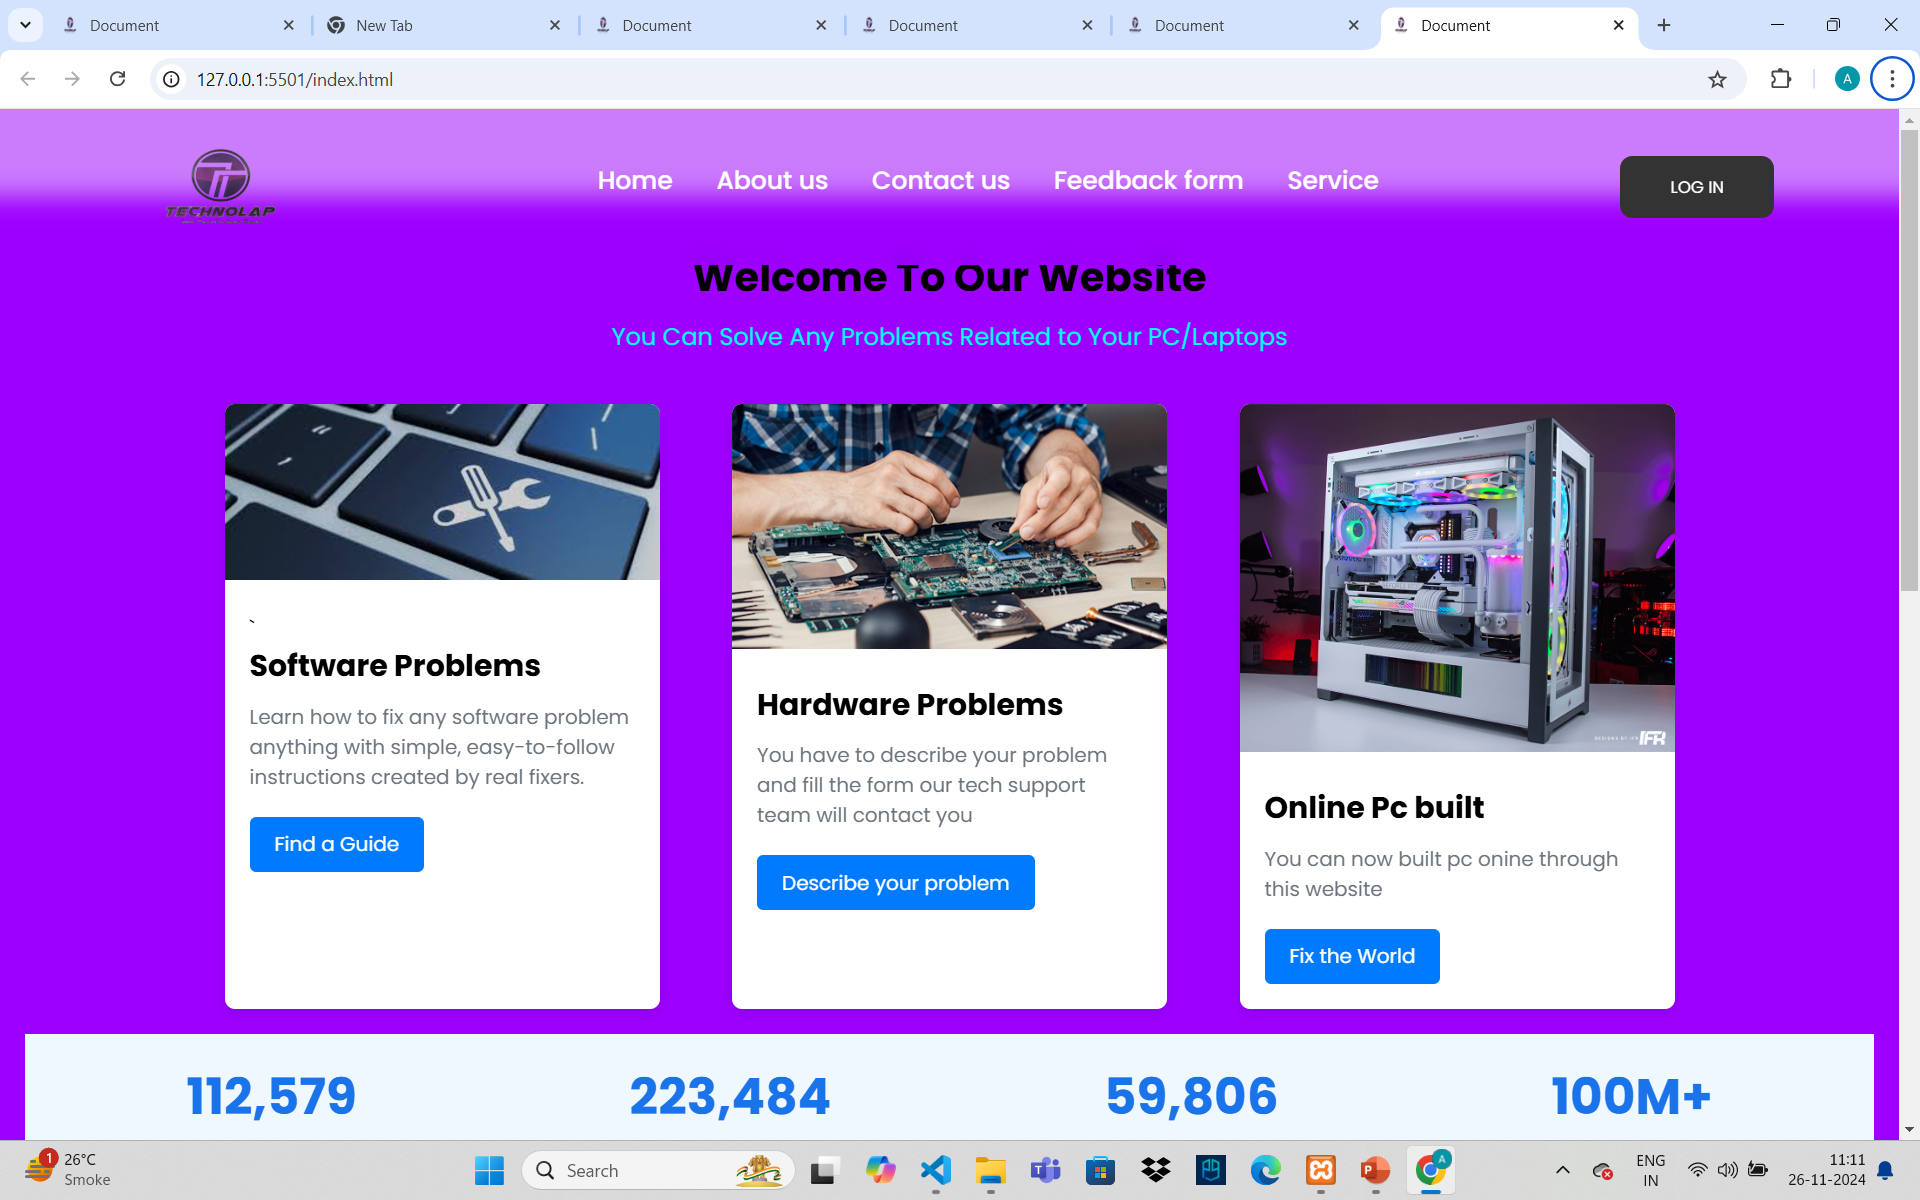 Document
New Tab
Document
Document
Document
Document
127.0.0.1:5501/index.html
A
TECHNOLAP
Home
About us
Contact us
Feedback form
Service
LOG IN
Welcome To Our Website
You Can Solve Any Problems Related to Your PC/Laptops
DESIGNS BY IFR IFR
`
Software Problems
Learn how to fix any software problem
anything with simple, easy-to-follow
instructions created by real fixers.
Find a Guide
Hardware Problems
You have to describe your problem
and fill the form our tech support
team will contact you
Describe your problem
Online Pc built
You can now built pc onine through
this website
Fix the World
112,579
223,484
59,806
100M+
1
26°C
Smoke
Search
A
ENG
IN
11:11
26-11-2024